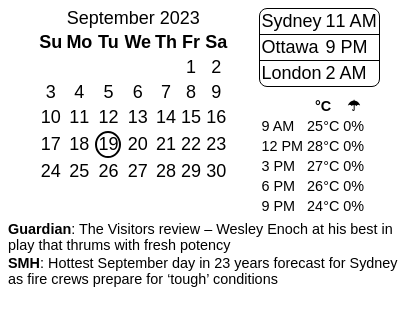 September 2023
Su Mo Tu We Th Fr Sa
1 2
3 4 5 6 7 8 9
10 11 12 13 14 15 16
17 18 19 20 21 22 23
24 25 26 27 28 29 30
Sydney 11 AM
Ottawa 9 PM
London 2 AM
°C ☂
9 AM 25°C 0%
12 PM 28°C 0%
3 PM 27°C 0%
6 PM 26°C 0%
9 PM 24°C 0%
Guardian: The Visitors review – Wesley Enoch at his best in
play that thrums with fresh potency
SMH: Hottest September day in 23 years forecast for Sydney
as fire crews prepare for ‘tough’ conditions